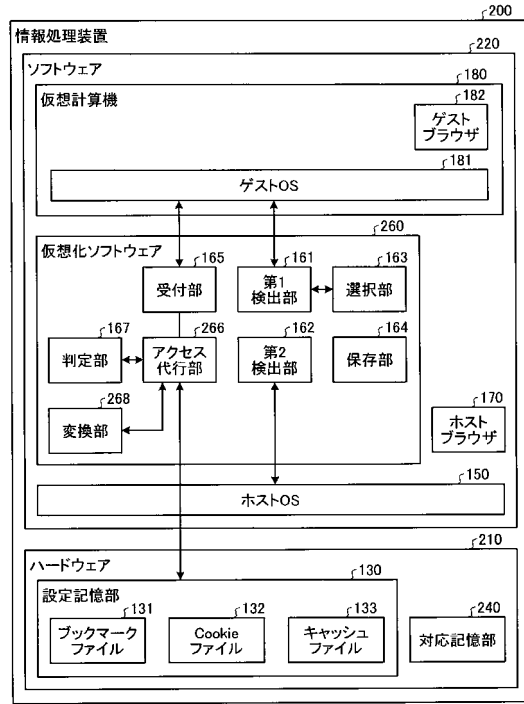 200
情報処理装置
220
ソフトウェア
180
仮想計算機
182
ゲスト
ブラウザ
181
ゲストOS
260
仮想化ソフトウェア
165
受付部
161
第1
検出部
163
選択部
167
判定部
266
アクセス
代行部
162
第2
検出部
164
保存部
268
変換部
170
ホスト
ブラウザ
150
ホストOS
210
ハードウェア
130
設定記憶部
131
ブックマーク
ファイル
132
Cookie
ファイル
133
キャッシュ
ファイル
240
対応記憶部